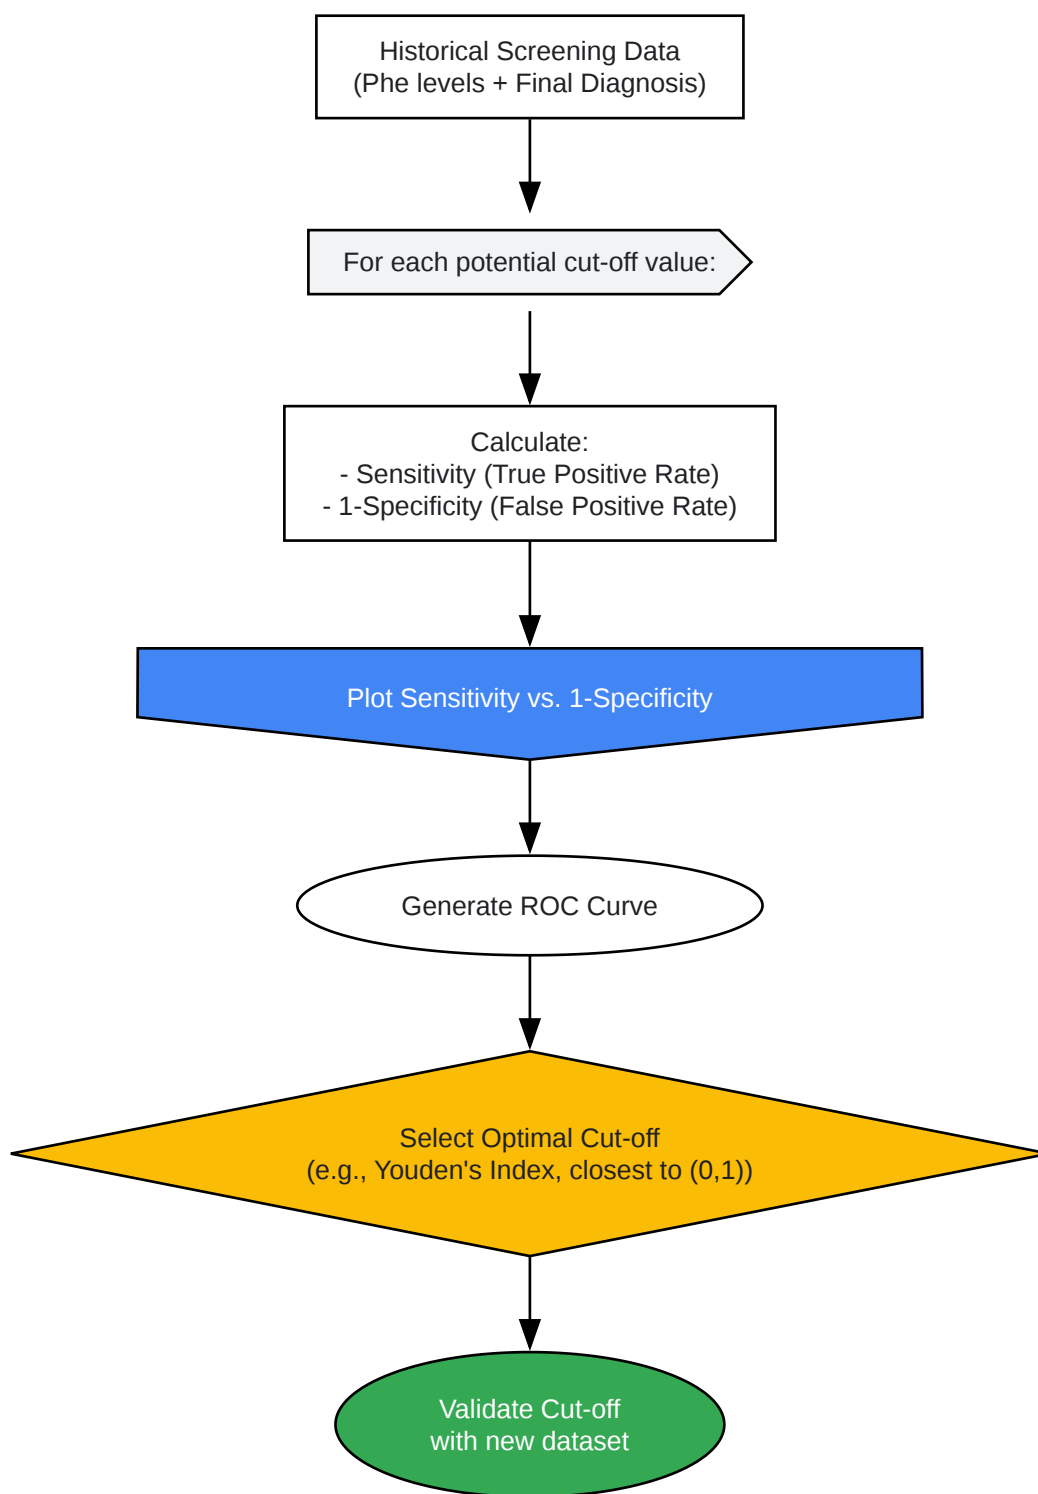 Historical Screening Data
(Phe levels + Final Diagnosis)
For each potential cut-off value:
Calculate:
- Sensitivity (True Positive Rate)
- 1-Specificity (False Positive Rate)
Plot Sensitivity vs. 1-Specificity
Generate ROC Curve
Select Optimal Cut-off
(e.g., Youden's Index, closest to (0,1))
Validate Cut-off
with new dataset